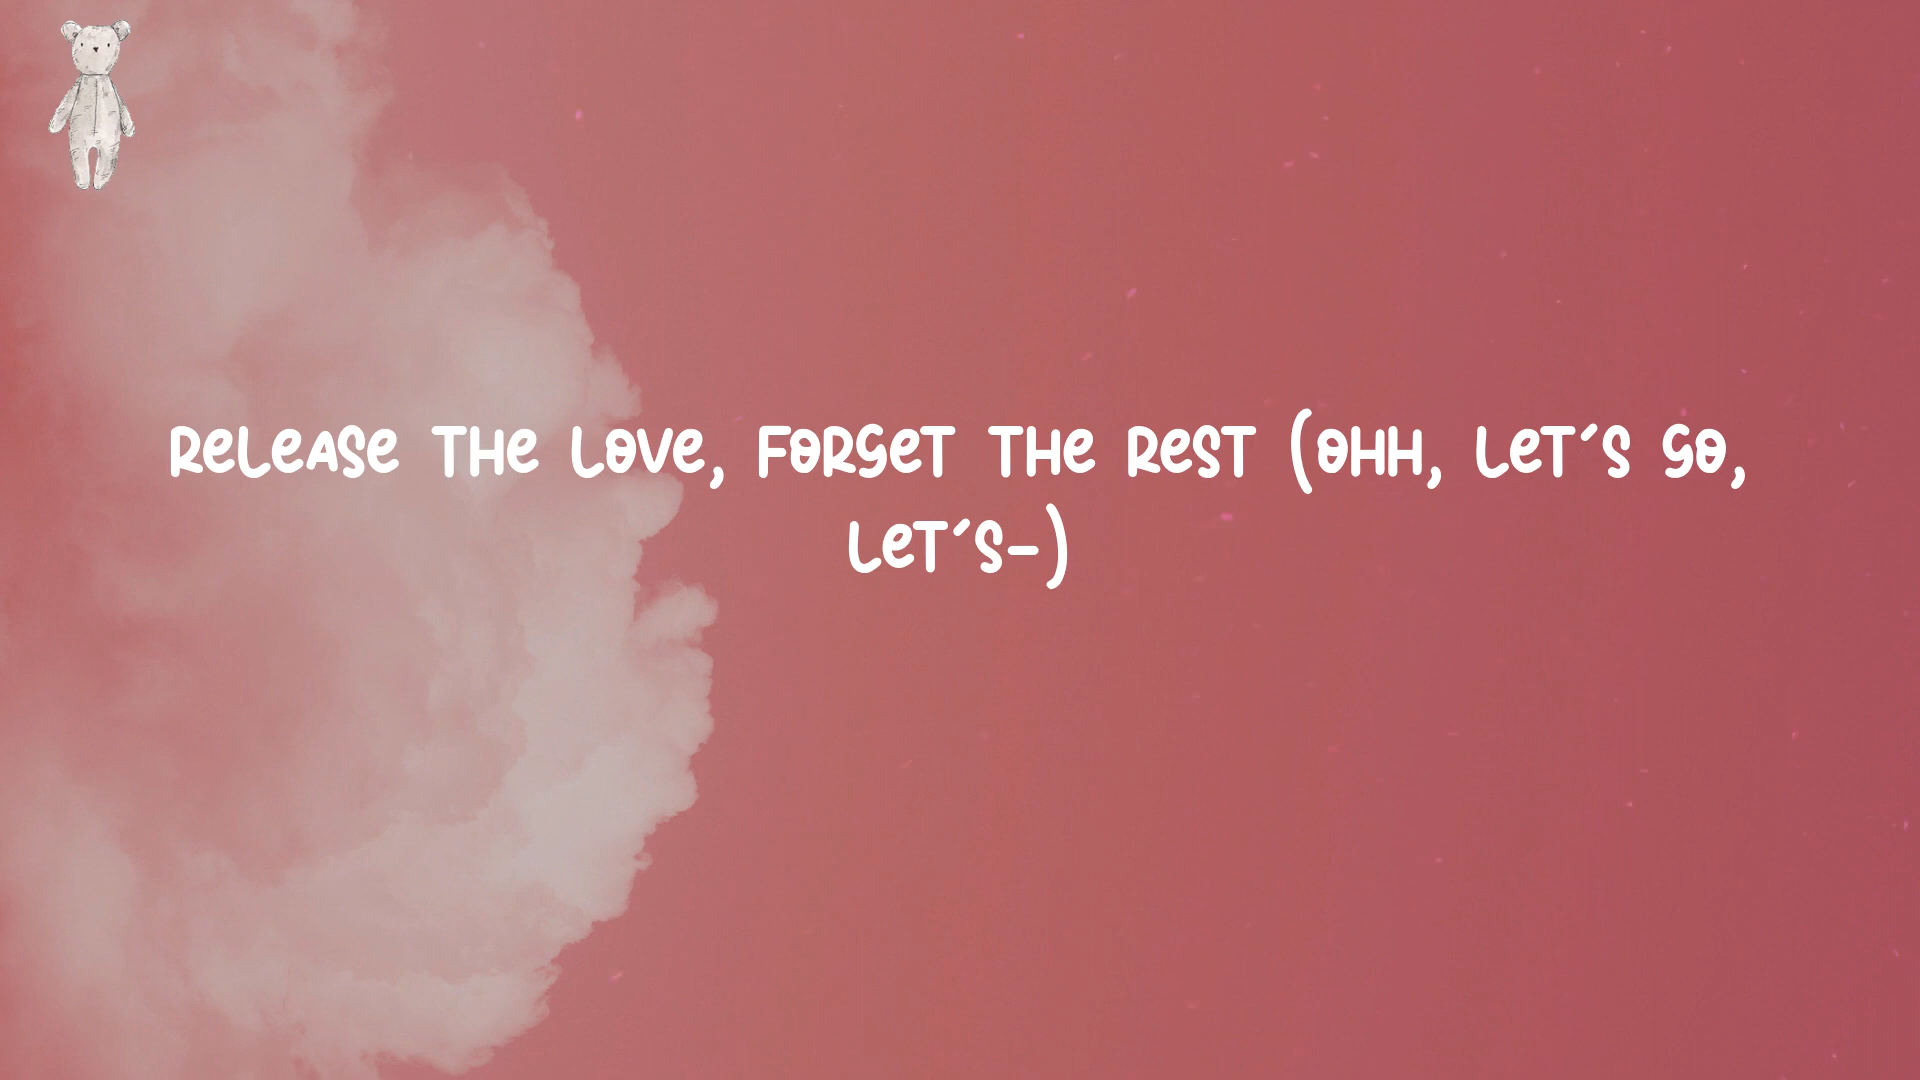 Release the love, forget the rest (Ohh, let's go,
let's-)